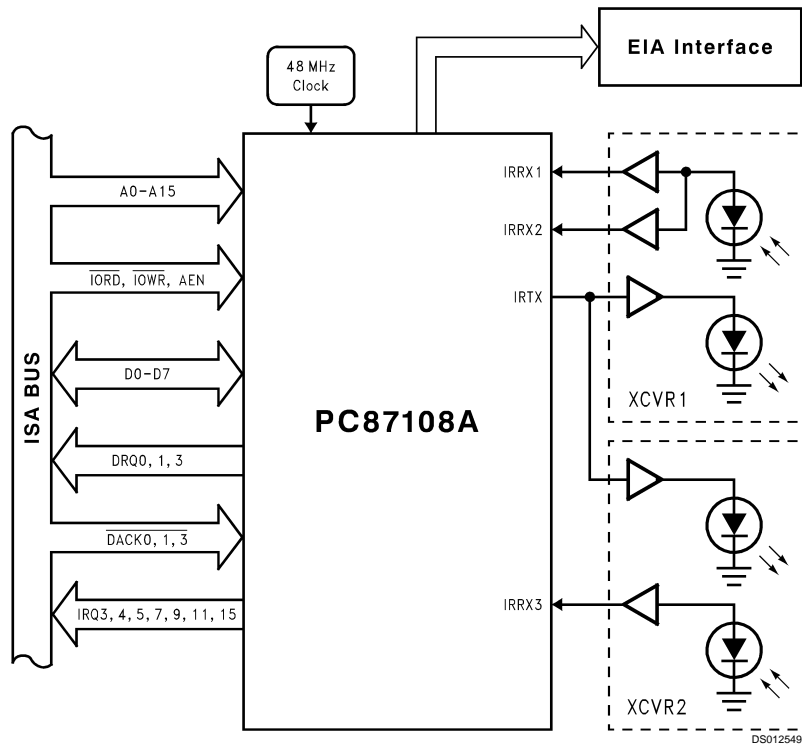 EIA Interface
48 MHz
Clock
ISA BUS
A0-A15
IORD, IOWR, AEN
D0-D7
DRQ0, 1, 3
DACK0, 1, 3
IRQ3, 4, 5, 7, 9, 11, 15
PC87108A
IRRX1
IRRX2
IRTX
IRRX3
XCVR1
XCVR2
DS012549